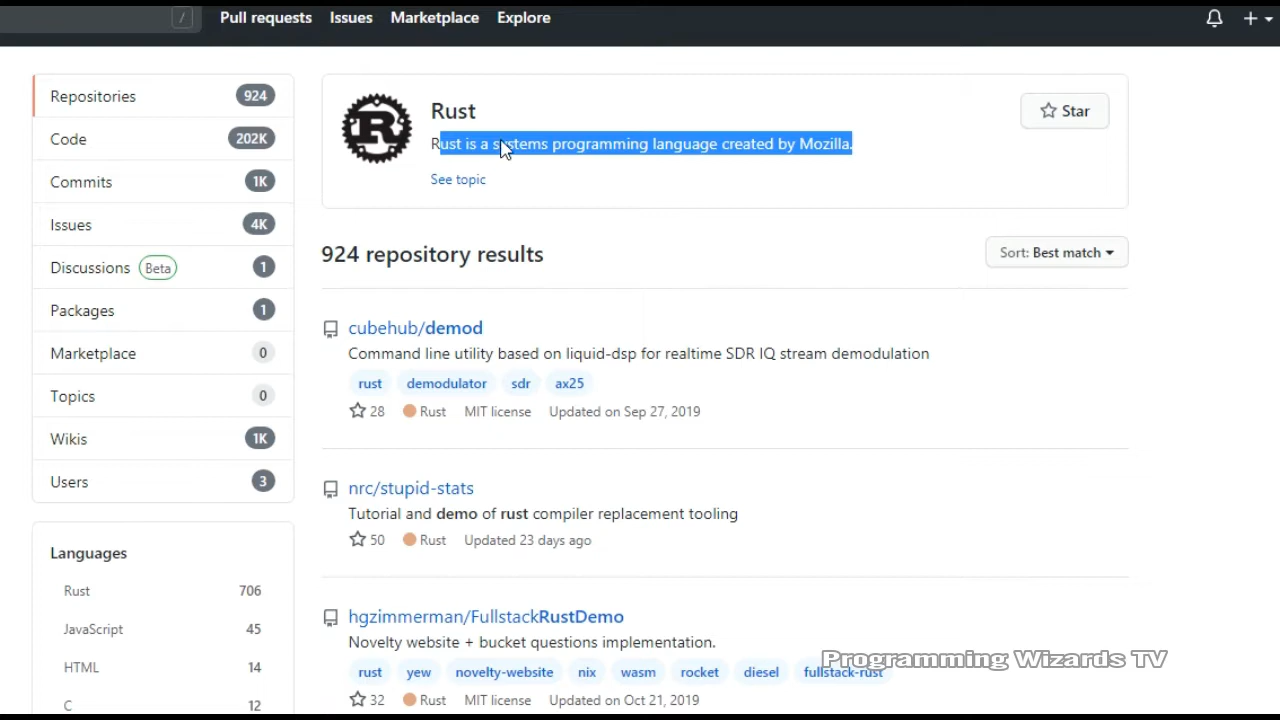 / Pull requests Issues Marketplace Explore
Repositories 924
Code 202K
Commits 1K
Issues 4K
Discussions Beta 1
Packages 1
Marketplace 0
Topics 0
Wikis 1K
Users 3
Languages
Rust 706
JavaScript 45
HTML 14
C 12
R
Rust
Star
Rust is a systems programming language created by Mozilla.
See topic
924 repository results
Sort: Best match
cubehub/demod
Command line utility based on liquid-dsp for realtime SDR IQ stream demodulation
rust demodulator sdr ax25
28 Rust MIT license Updated on Sep 27, 2019
nrc/stupid-stats
Tutorial and demo of rust compiler replacement tooling
50 Rust Updated 23 days ago
hgzimmerman/FullstackRustDemo
Novelty website + bucket questions implementation.
rust yew novelty-website nix wasm rocket diesel fullstack-rust
32 Rust MIT license Updated on Oct 21, 2019
Programming Wizards TV